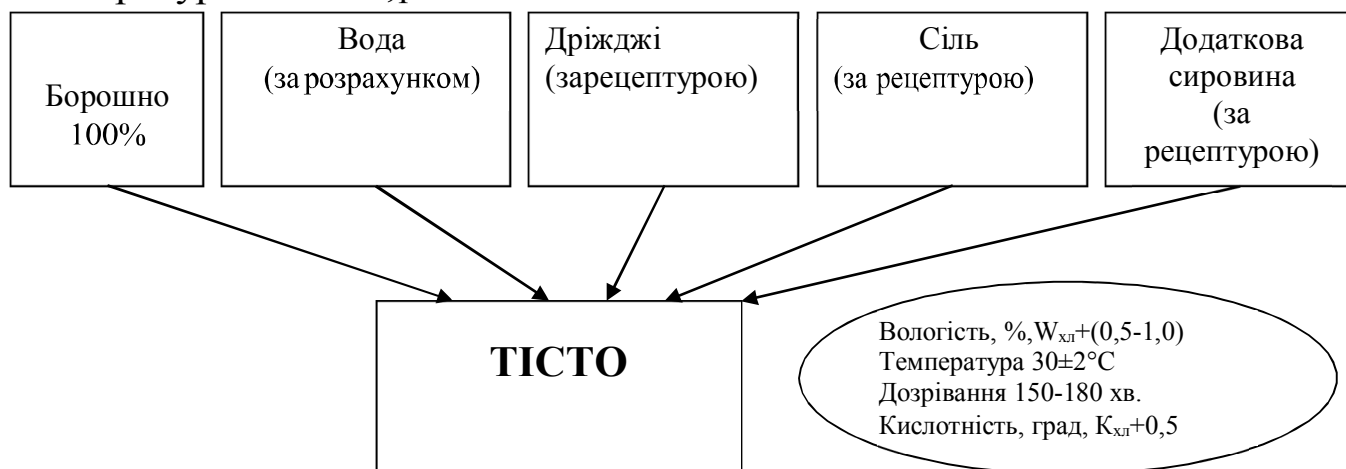 Борошно
100%
Вода
(за розрахунком)
Дріжджі
(зарецептурою)
Сіль
(за рецептурою)
Додаткова
сировина
(за
рецептурою)
ТІСТО
Вологість, %,Wхл+(0,5-1,0)
Температура 30±2°С
Дозрівання 150-180 хв.
Кислотність, град, Кхл+0,5